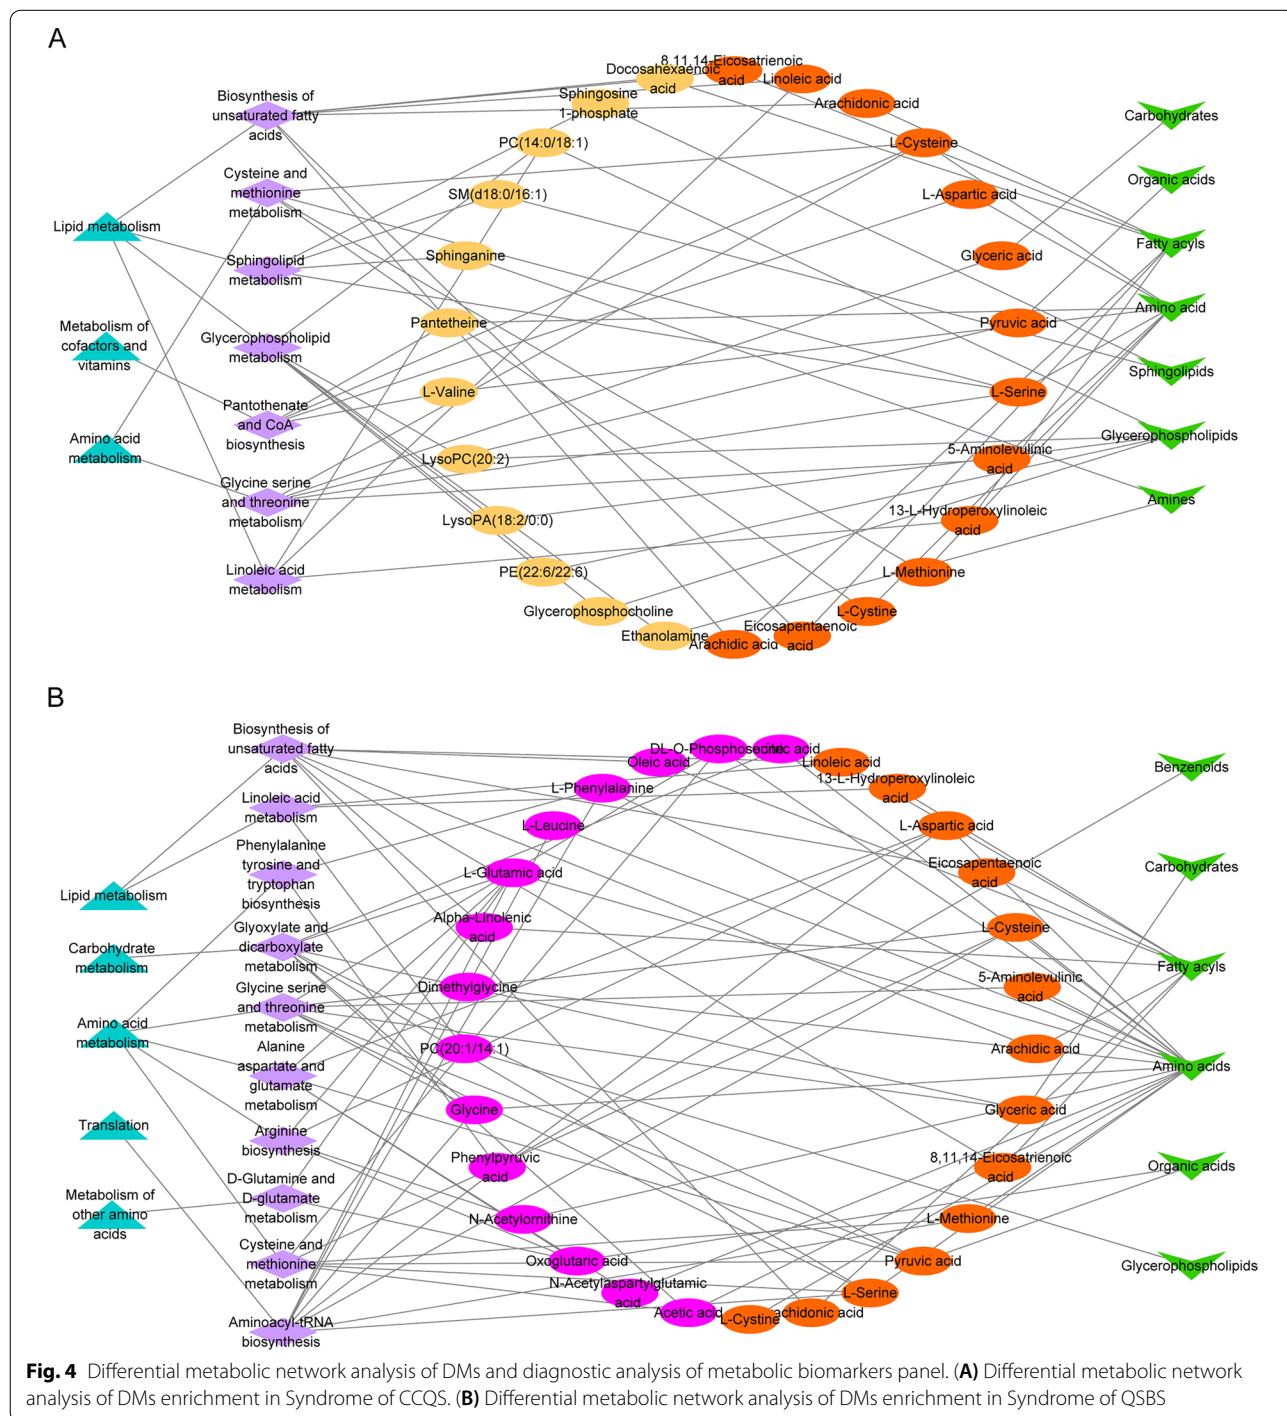 A
Biosynthesis of
unsaturated fatty
acids
Cysteine and
methionine
metabolism
Lipid metabolism
Sphingolipid
metabolism
Metabolism of
cofactors and
vitamins
Glycerophospholipid
metabolism
Pantothenate
and CoA
biosynthesis
Amino acid
metabolism
Glycine serine
and threonine
metabolism
Linoleic acid
metabolism
Docosahexaenoic
acid
8,11,14-Eicosatrienoic
acid
Linoleic acid
Sphingosine
1-phosphate
Arachidonic acid
PC(14:0/18:1)
L-Cysteine
SM(d18:0/16:1)
L-Aspartic acid
Sphinganine
Glyceric acid
Pantetheine
Pyruvic acid
L-Valine
L-Serine
LysoPC(20:2)
5-Aminolevulinic
acid
LysoPA(18:2/0:0)
13-L-Hydroperoxylinoleic
acid
PE(22:6/22:6)
L-Methionine
Glycerophosphocholine
L-Cystine
Ethanolamine
Arachidic acid
Eicosapentaenoic
acid
Carbohydrates
Organic acids
Fatty acyls
Amino acid
Sphingolipids
Glycerophospholipids
Amines
B
Biosynthesis of
unsaturated fatty
acids
Linoleic acid
metabolism
Phenylalanine
tyrosine and
tryptophan
biosynthesis
Lipid metabolism
Glyoxylate and
dicarboxylate
metabolism
Carbohydrate
metabolism
Glycine serine
and threonine
metabolism
Amino acid
metabolism
Alanine
aspartate and
glutamate
metabolism
Translation
Arginine
biosynthesis
Metabolism of
other amino
acids
D-Glutamine and
D-glutamate
metabolism
Cysteine and
methionine
metabolism
Aminoacyl-tRNA
biosynthesis
DL-O-Phosphoserine
acid
Oleic acid
Linoleic acid
L-Phenylalanine
13-L-Hydroperoxylinoleic
acid
L-Leucine
L-Aspartic acid
L-Glutamic acid
Eicosapentaenoic
acid
Alpha-Linolenic
acid
L-Cysteine
Dimethylglycine
5-Aminolevulinic
acid
PC(20:1/14:1)
Arachidic acid
Glycine
Glyceric acid
Phenylpyruvic
acid
8,11,14-Eicosatrienoic
acid
N-Acetylornithine
L-Methionine
Oxoglutaric acid
Pyruvic acid
N-Acetylaspartylglutamic
acid
L-Serine
Acetic acid
L-Cystine
achidonic acid
Benzenoids
Carbohydrates
Fatty acyls
Amino acids
Organic acids
Glycerophospholipids
Fig. 4 Differential metabolic network analysis of DMs and diagnostic analysis of metabolic biomarkers panel. (A) Differential metabolic network
analysis of DMs enrichment in Syndrome of CCQS. (B) Differential metabolic network analysis of DMs enrichment in Syndrome of QSBS